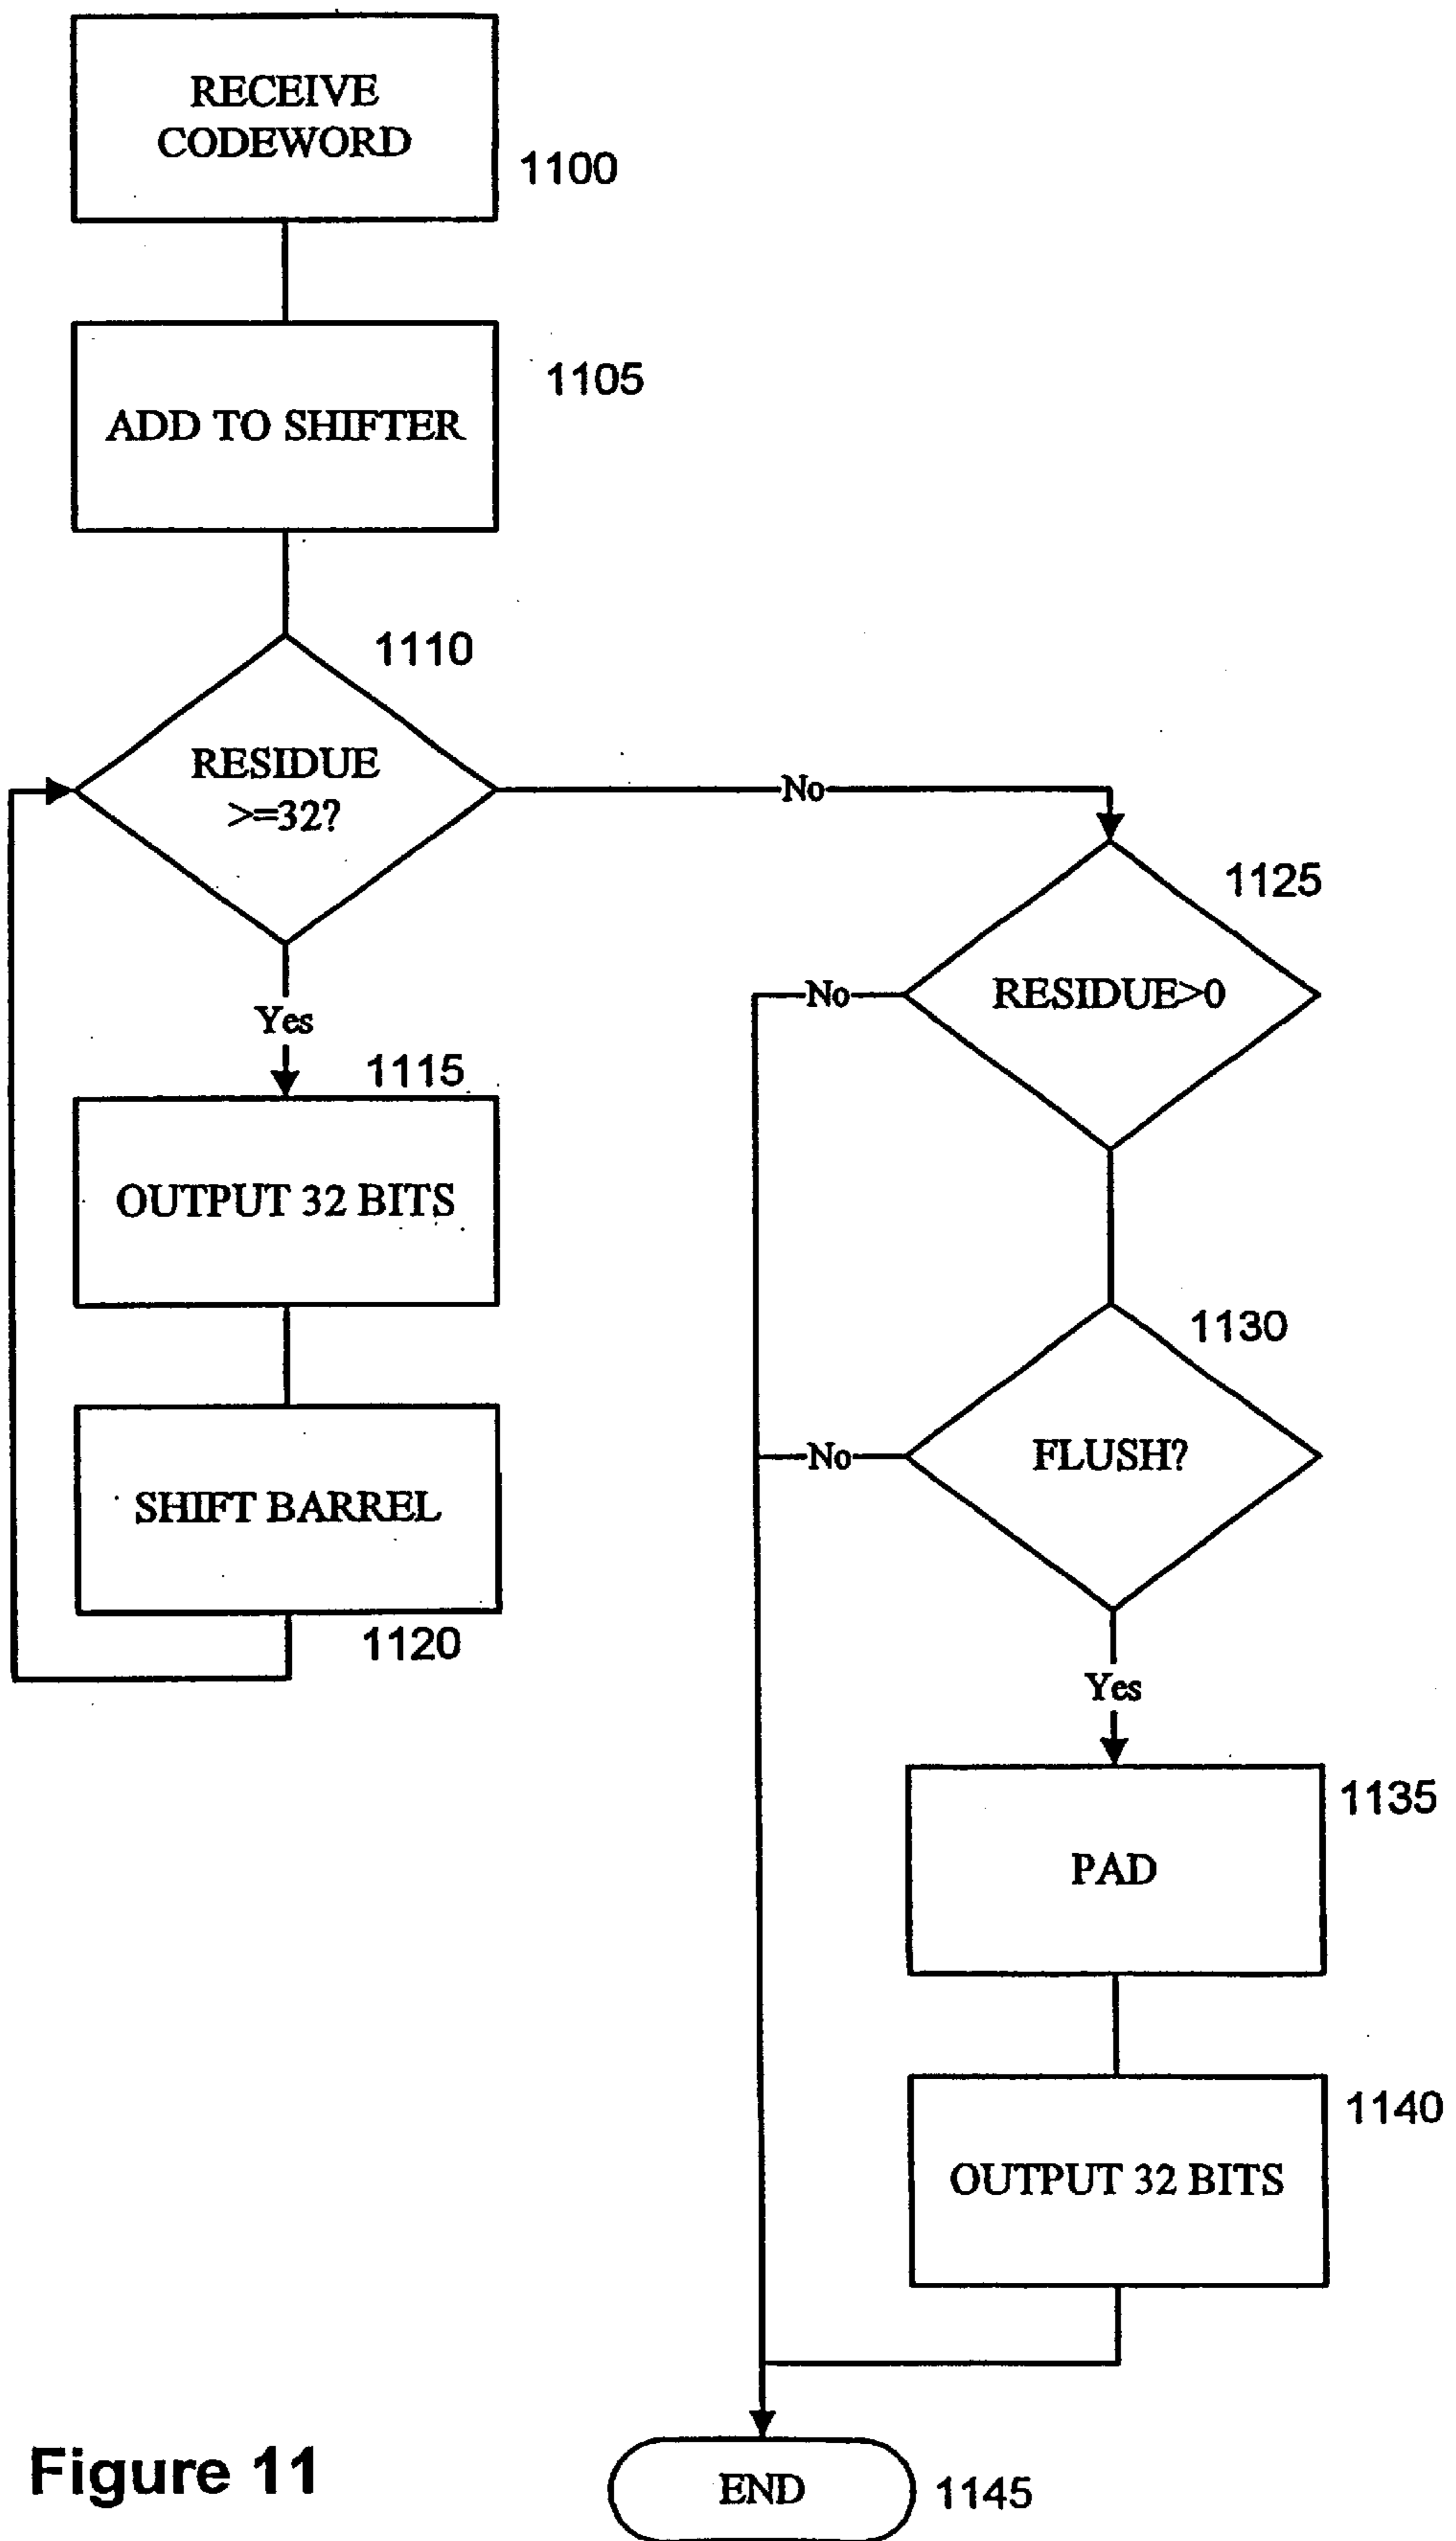 RECEIVE
CODEWORD
1100
1105
ADD TO SHIFTER
1110
RESIDUE
>=32?
No
1125
No
RESIDUE>0
Yes
1115
OUTPUT 32 BITS
1130
No
FLUSH?
SHIFT BARREL
1120
Yes
1135
PAD
1140
OUTPUT 32 BITS
Figure 11
END
1145